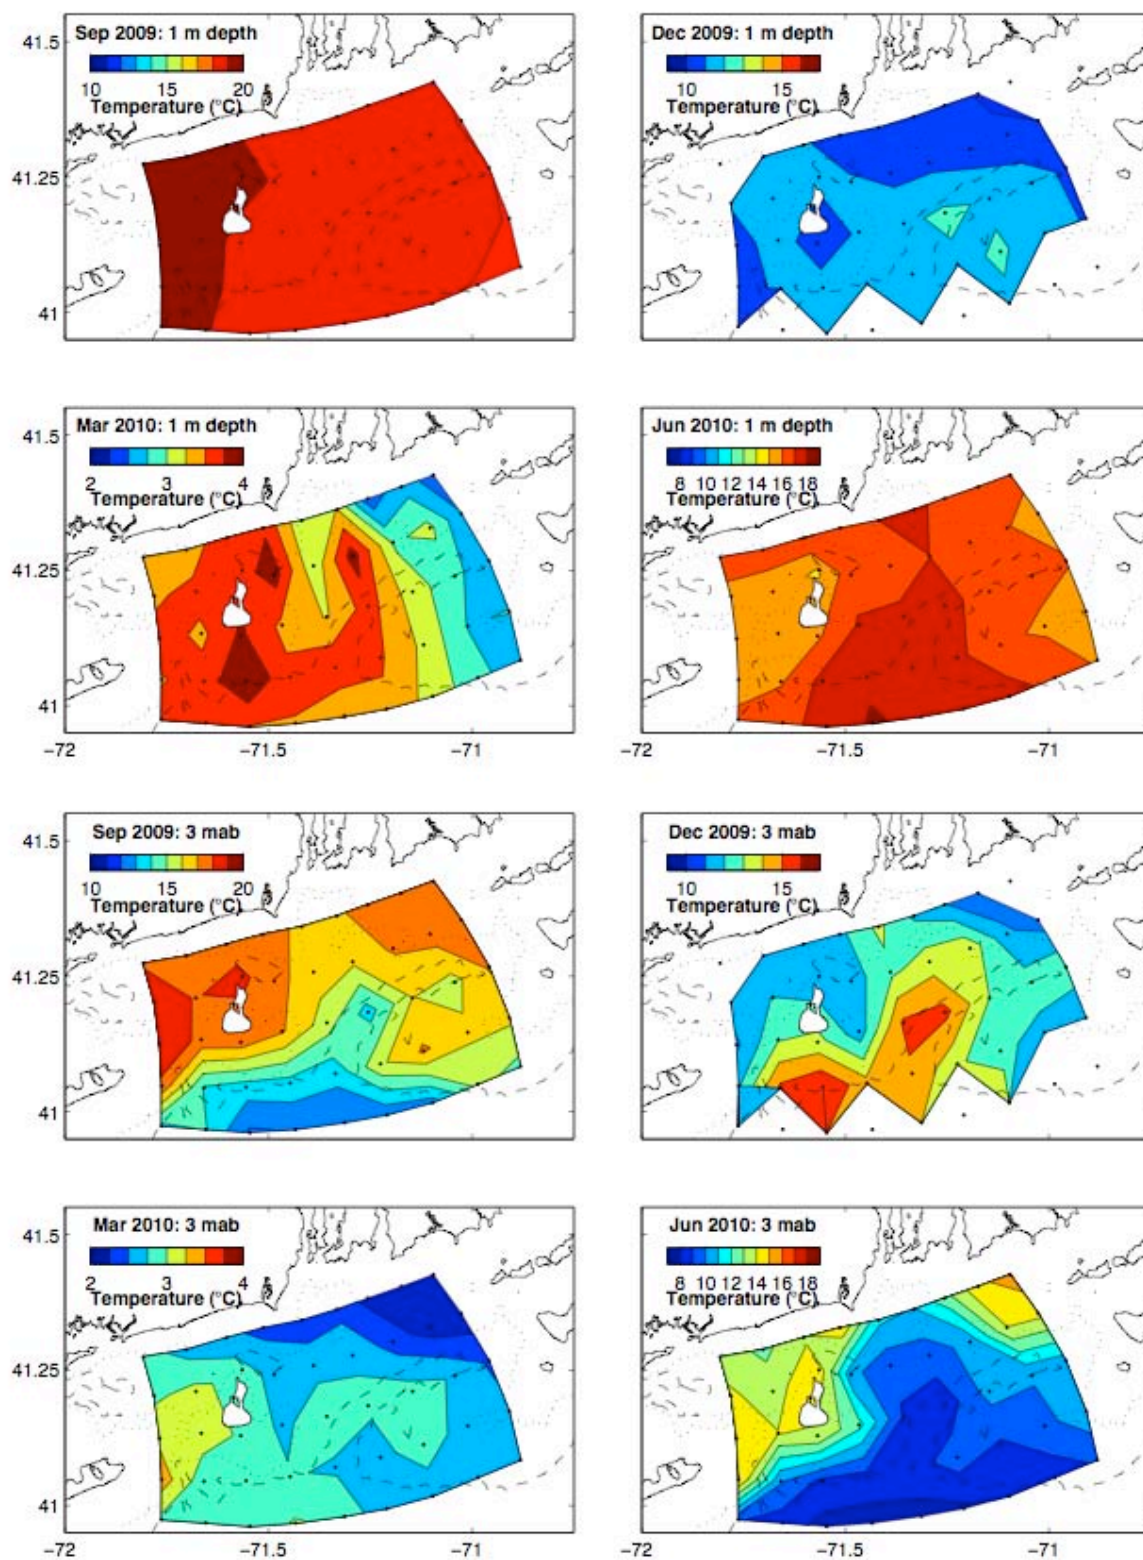 Sep 2009: 1 m depth
10 15 20
Temperature (°C)
41.5
41.25
41
Dec 2009: 1 m depth
10 15
Temperature (°C)
Mar 2010: 1 m depth
2 3 4
Temperature (°C)
41.5
41.25
41
−72 −71.5 −71
Jun 2010: 1 m depth
8 10 12 14 16 18
Temperature (°C)
−72 −71.5 −71
Sep 2009: 3 mab
10 15 20
Temperature (°C)
41.5
41.25
41
Dec 2009: 3 mab
10 15
Temperature (°C)
Mar 2010: 3 mab
2 3 4
Temperature (°C)
41.5
41.25
41
−72 −71.5 −71
Jun 2010: 3 mab
8 10 12 14 16 18
Temperature (°C)
−72 −71.5 −71